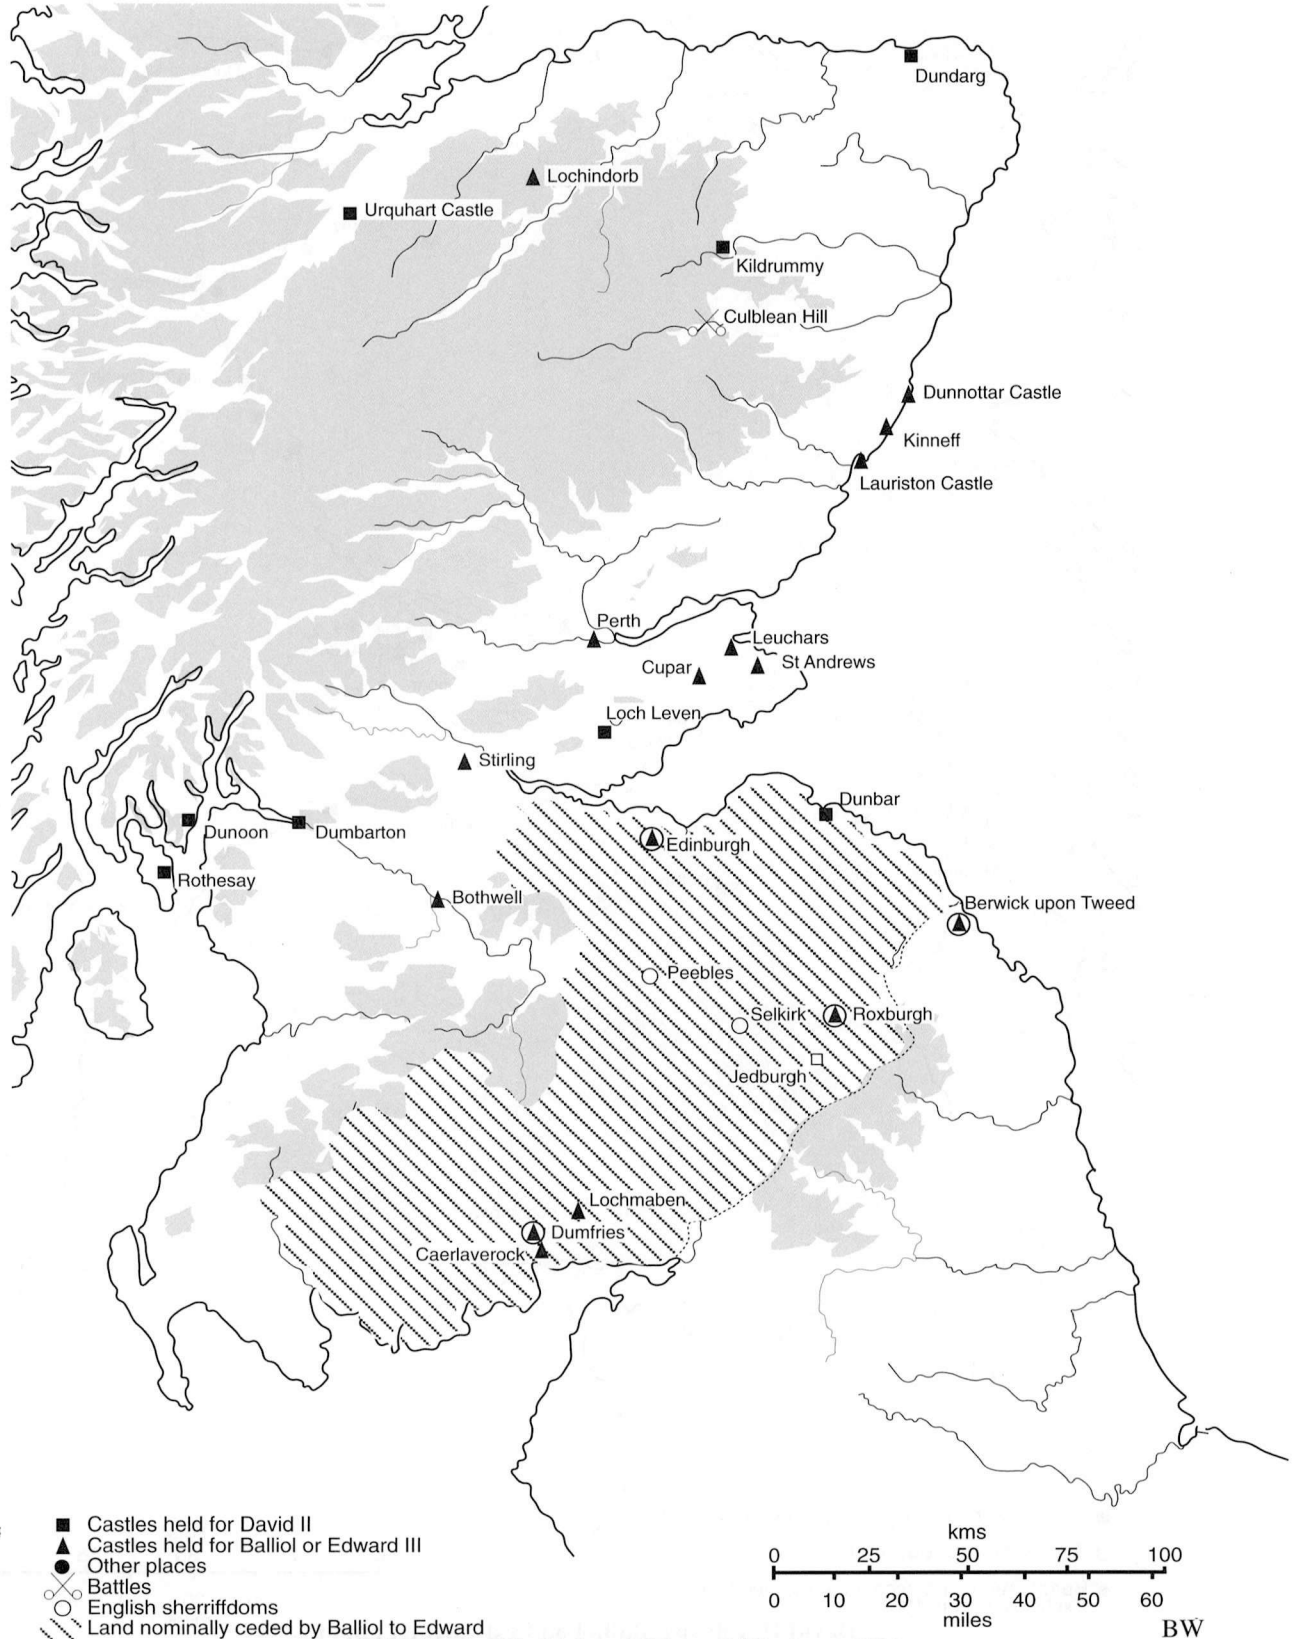 Dundarg
Lochindorb
Urquhart Castle
Kildrummy
Culblean Hill
Dunnottar Castle
Kinneff
Lauriston Castle
Perth
Leuchars
Cupar
St Andrews
Loch Leven
Stirling
Dunbar
Dunoon
Dumbarton
Edinburgh
Rothesay
Bothwell
Berwick upon Tweed
Peebles
Selkirk
Roxburgh
Jedburgh
Lochmaben
Dumfries
Caerlaverock
Castles held for David II
Castles held for Balliol or Edward III
Other places
Battles
English sherriffdoms
Land nominally ceded by Balliol to Edward
kms
0 25 50 75 100
0 10 20 30 40 50 60
miles
BW